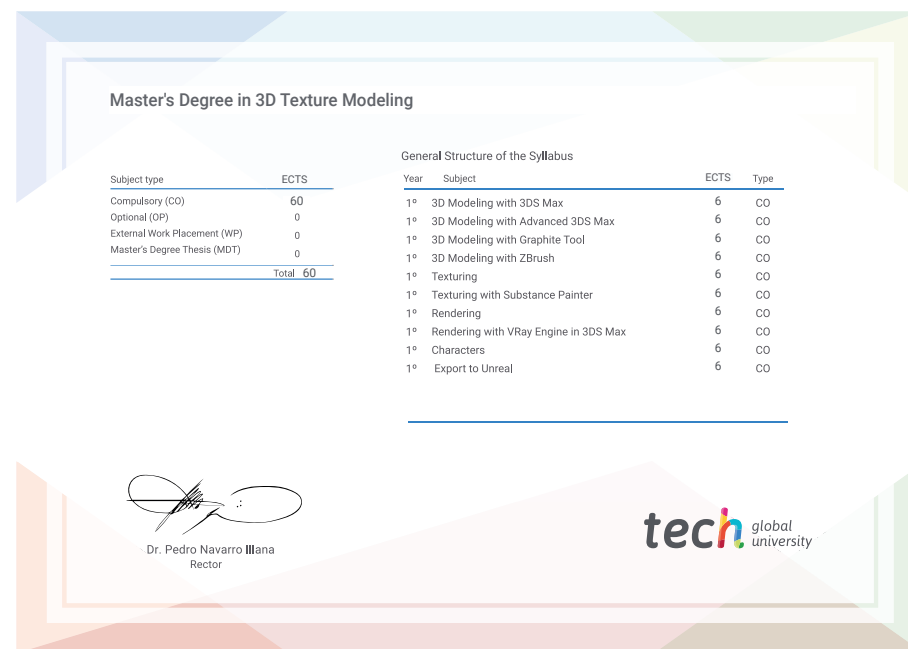 Master's Degree in 3D Texture Modeling
Subject type ECTS
Compulsory (CO) 60
Optional (OP) 0
External Work Placement (WP) 0
Master's Degree Thesis (MDT) 0
Total 60
General Structure of the Syllabus
Year Subject ECTS Type
1º 3D Modeling with 3DS Max 6 CO
1º 3D Modeling with Advanced 3DS Max 6 CO
1º 3D Modeling with Graphite Tool 6 CO
1º 3D Modeling with ZBrush 6 CO
1º Texturing 6 CO
1º Texturing with Substance Painter 6 CO
1º Rendering 6 CO
1º Rendering with VRay Engine in 3DS Max 6 CO
1º Characters 6 CO
1º Export to Unreal 6 CO
Dr. Pedro Navarro Illana
Rector
tech global
university